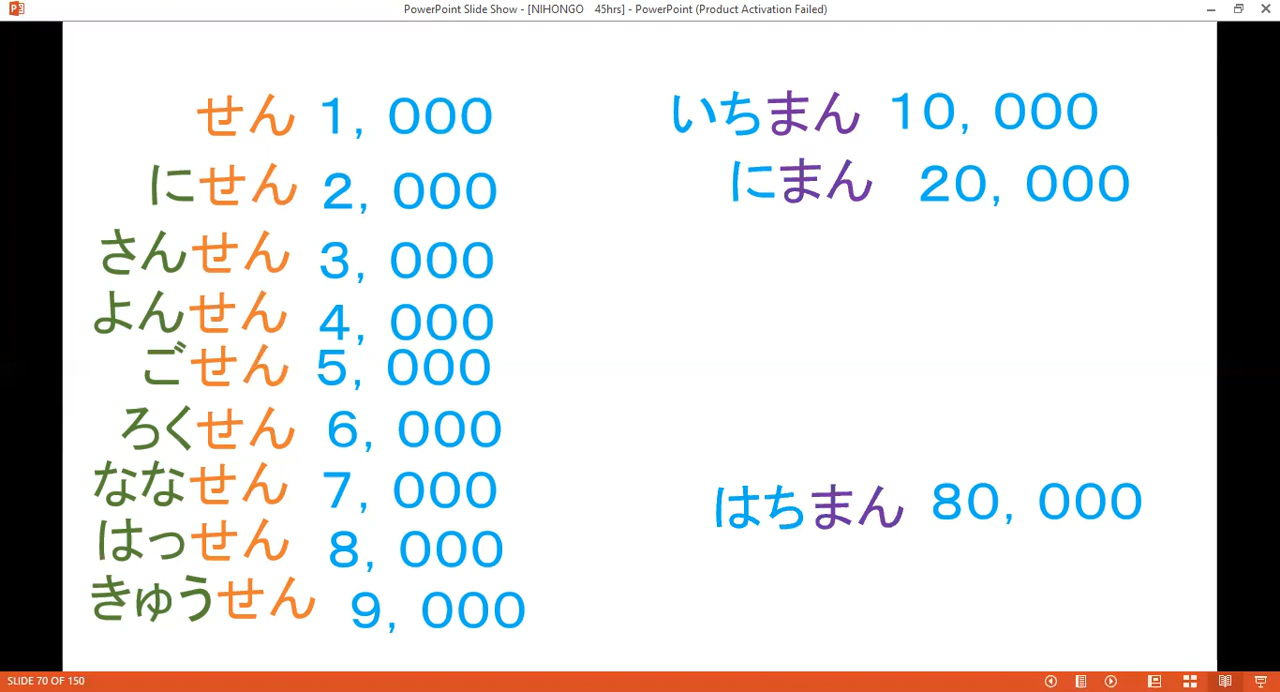 PowerPoint Slide Show - [NIHONGO 45hrs] - PowerPoint (Product Activation Failed)
せん 1, 000
にせん 2, 000
さんせん 3, 000
よんせん 4, 000
ごせん 5, 000
ろくせん 6, 000
ななせん 7, 000
はっせん 8, 000
きゅうせん 9, 000
いちまん 10, 000
にまん 20, 000
はちまん 80, 000
SLIDE 70 OF 150